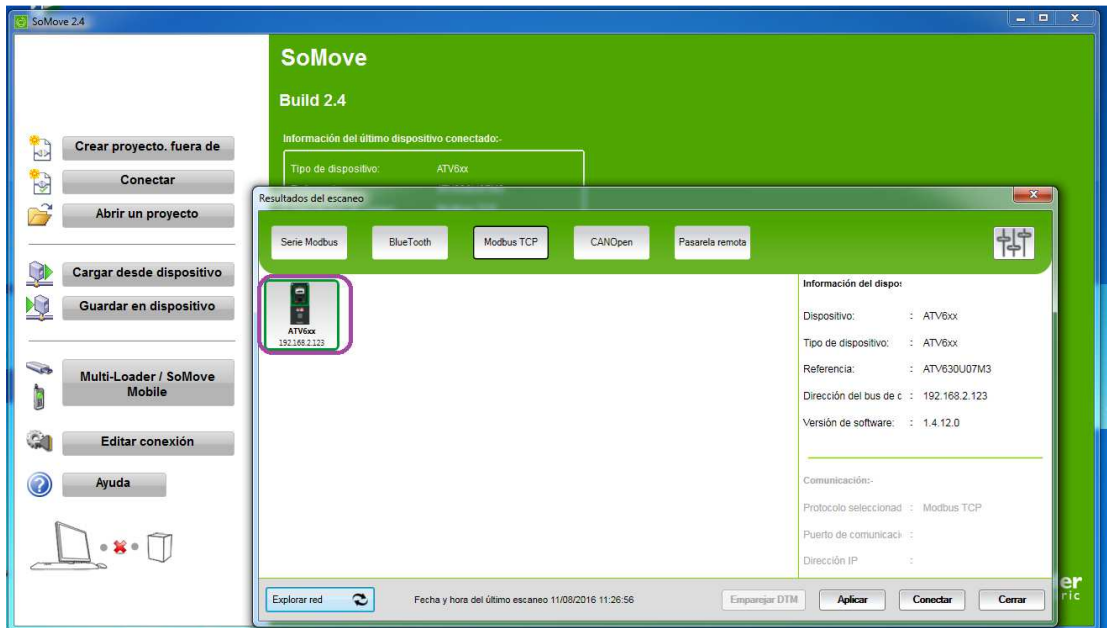 SoMove 2.4
SoMove
Build 2.4
Información del último dispositivo conectado:-
Tipo de dispositivo: ATV6xx
Crear proyecto. fuera de
Conectar
Abrir un proyecto
Cargar desde dispositivo
Guardar en dispositivo
Multi-Loader / SoMove
Mobile
Editar conexión
Ayuda
Resultados del escaneo
Serie Modbus BlueTooth Modbus TCP CANOpen Pasarela remota
ATV6xx
192.168.2.123
Información del dispo
Dispositivo: : ATV6xx
Tipo de dispositivo: : ATV6xx
Referencia: : ATV630U07M3
Dirección del bus de c : 192.168.2.123
Versión de software: : 1.4.12.0
Comunicación:-
Protocolo seleccionad : Modbus TCP
Puerto de comunicaci :
Dirección IP :
Explorar red Fecha y hora del último escaneo 11/08/2016 11:26:56 Emparejar DTM Aplicar Conectar Cerrar
er
ric